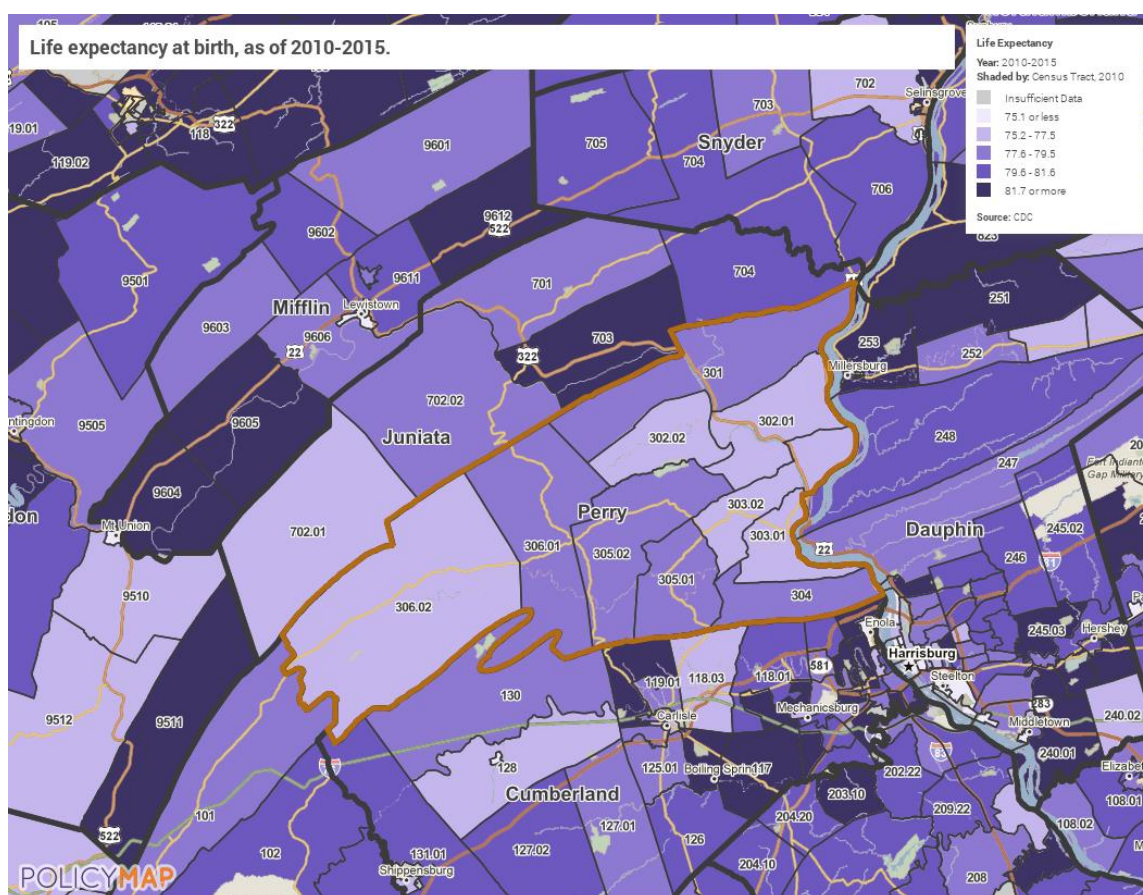 Life expectancy at birth, as of 2010-2015.
Life Expectancy
Year: 2010-2015
Shaded by: Census Tract, 2010
Insufficient Data
75.1 or less
75.2 - 77.5
77.6 - 79.5
79.6 - 81.6
81.7 or more
Source: CDC
702
Selinsgrove
703
322
118
119.01
119.02
9601
705
704
Snyder
706
9612
522
9602
823
9501
9611
701
704
Mifflin
Lewistown
251
9603
9606
22
322
703
253
252
Millersburg
301
702.02
9505
9605
Juniata
302.01
302.02
248
247
9604
Mt Union
303.02
Perry
303.01
Dauphin
702.01
306.01
305.02
22
245.02
246
81
305.01
9510
306.02
304
Enola
245.03
Hershey
Harrisburg
581
119.01
118.03
118.01
Steelton
130
9511
9512
Mechanicsburg
283
Carlisle
Middletown
240.02
240.01
128
125.01
Boiling Springs
117
202.22
83
203.10
Cumberland
108.01
101
522
204.20
209.22
127.01
126
108.02
102
131.01
127.02
204.10
208
Shippensburg
POLICYMAP